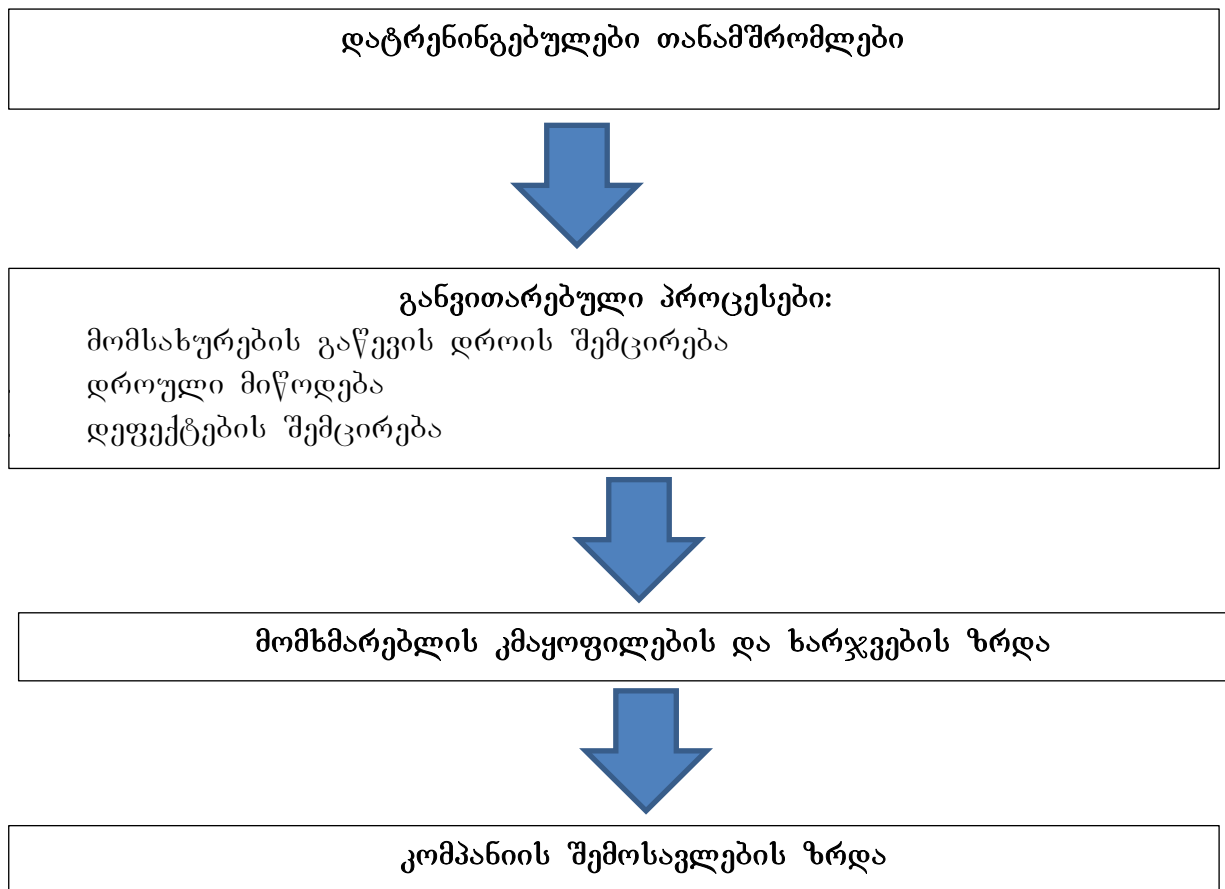 დატრენინგებულები თანამშრომლები
განვითარებული პროცესები:
მომსახურების გაწევის დროის შემცირება
დროული მიწოდება
დეფექტების შემცირება
მომხმარებლის კმაყოფილების და ხარჯვების ზრდა
კომპანიის შემოსავლების ზრდა